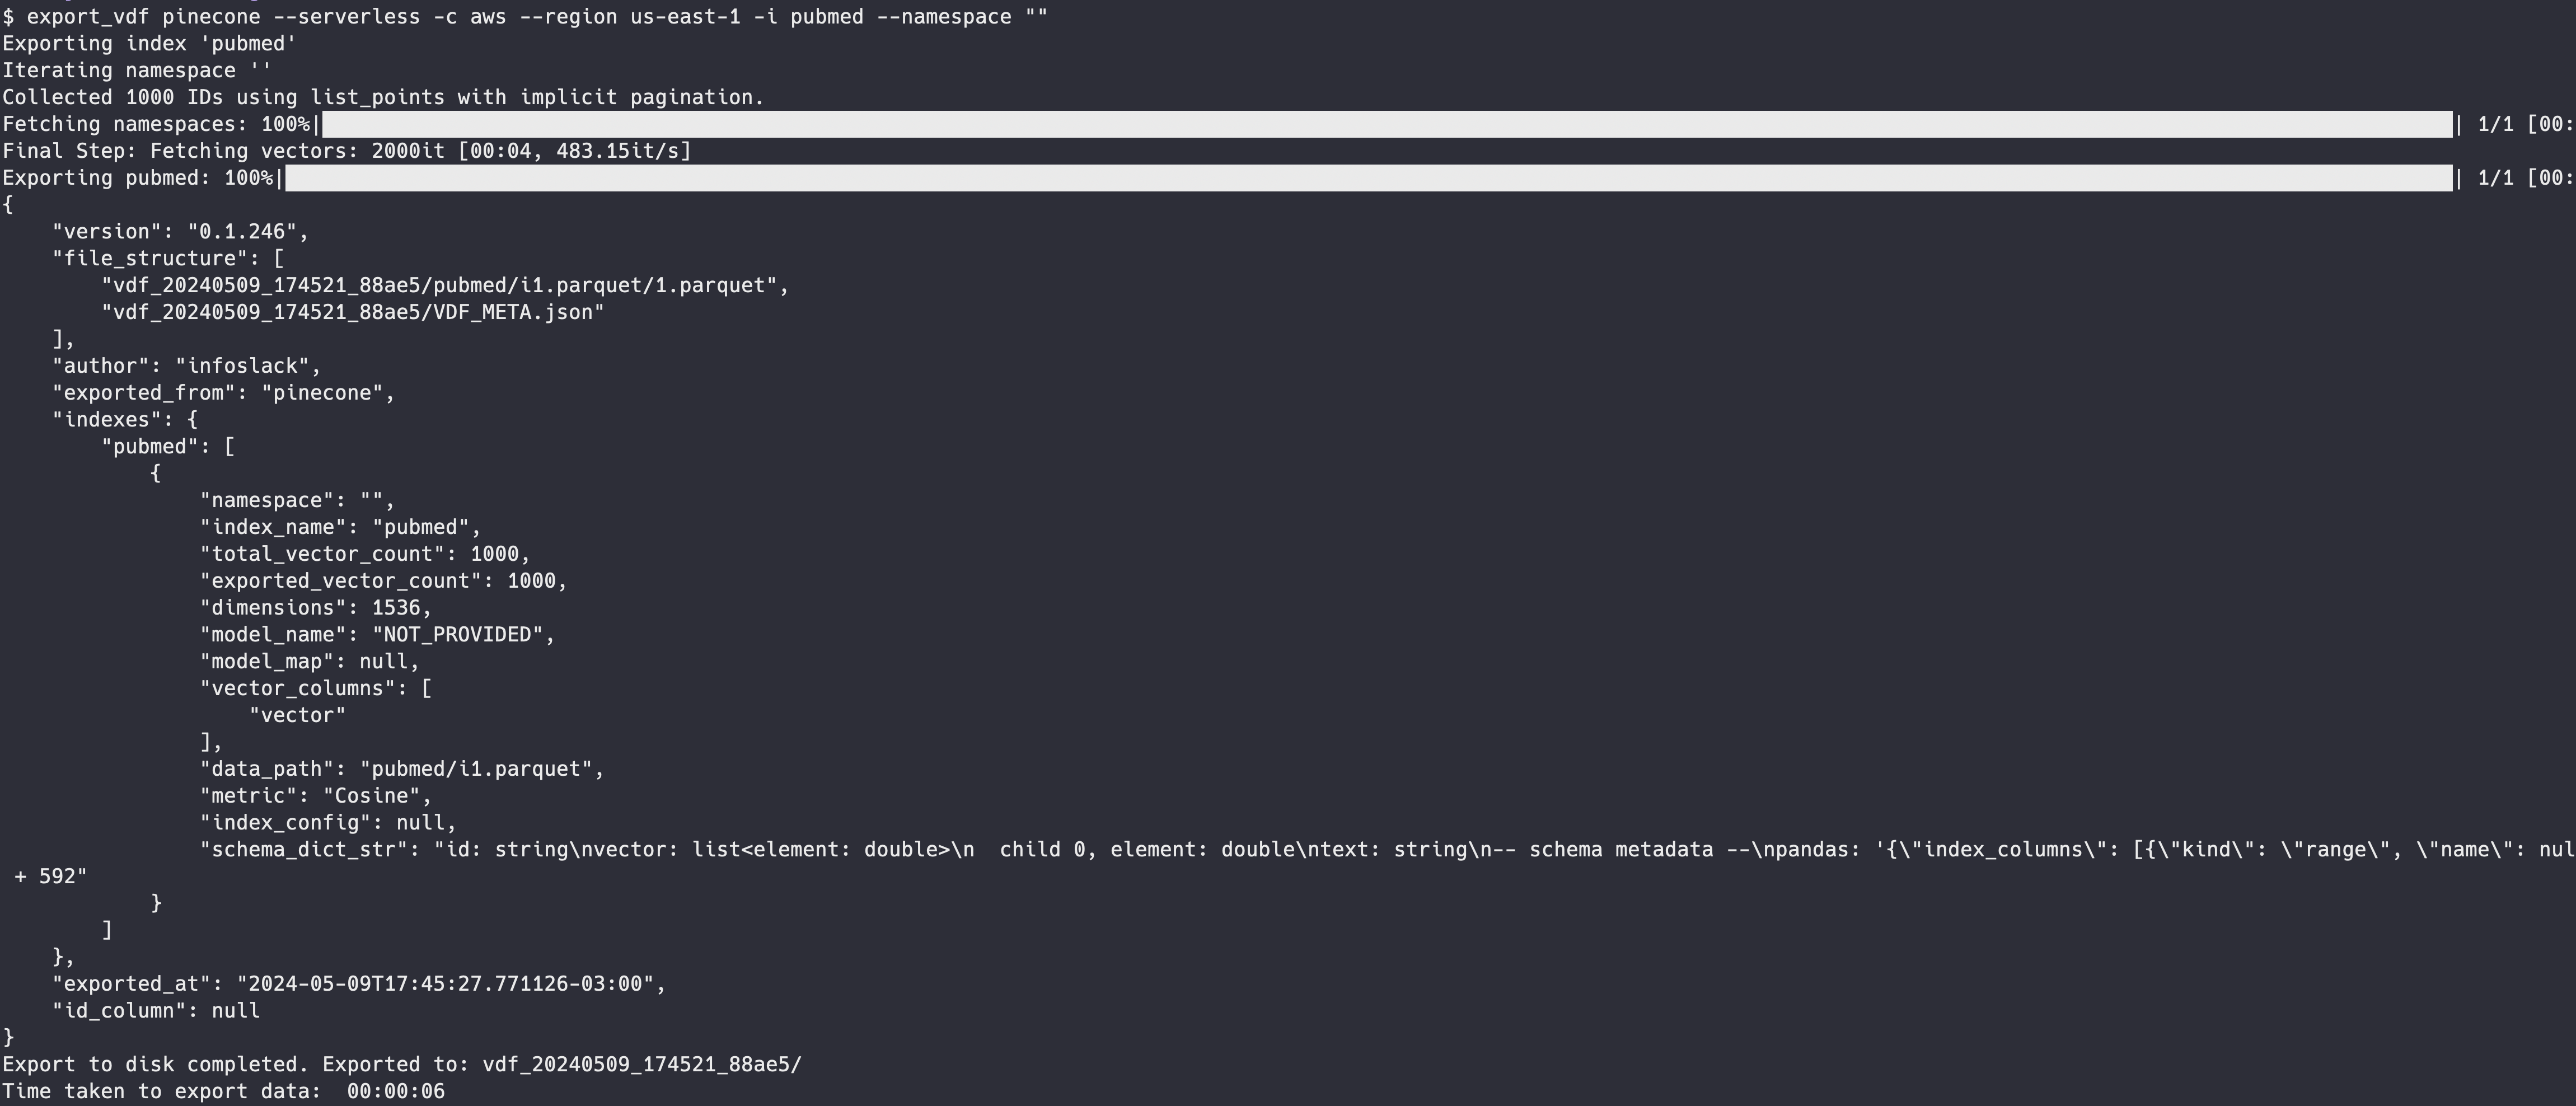 $ export_vdf pinecone --serverless -c aws --region us-east-1 -i pubmed --namespace ""
Exporting index 'pubmed'
Iterating namespace ''
Collected 1000 IDs using list_points with implicit pagination.
Fetching namespaces: 100%| | 1/1 [00:
Final Step: Fetching vectors: 2000it [00:04, 483.15it/s]
Exporting pubmed: 100%| | 1/1 [00:
{
    "version": "0.1.246",
    "file_structure": [
        "vdf_20240509_174521_88ae5/pubmed/i1.parquet/1.parquet",
        "vdf_20240509_174521_88ae5/VDF_META.json"
    ],
    "author": "infoslack",
    "exported_from": "pinecone",
    "indexes": {
        "pubmed": [
            {
                "namespace": "",
                "index_name": "pubmed",
                "total_vector_count": 1000,
                "exported_vector_count": 1000,
                "dimensions": 1536,
                "model_name": "NOT_PROVIDED",
                "model_map": null,
                "vector_columns": [
                    "vector"
                ],
                "data_path": "pubmed/i1.parquet",
                "metric": "Cosine",
                "index_config": null,
                "schema_dict_str": "id: string\nvector: list<element: double>\n  child 0, element: double\ntext: string\n-- schema metadata --\npandas: '{\"index_columns\": [{\"kind\": \"range\", \"name\": nul
 + 592"
            }
        ]
    },
    "exported_at": "2024-05-09T17:45:27.771126-03:00",
    "id_column": null
}
Export to disk completed. Exported to: vdf_20240509_174521_88ae5/
Time taken to export data:  00:00:06